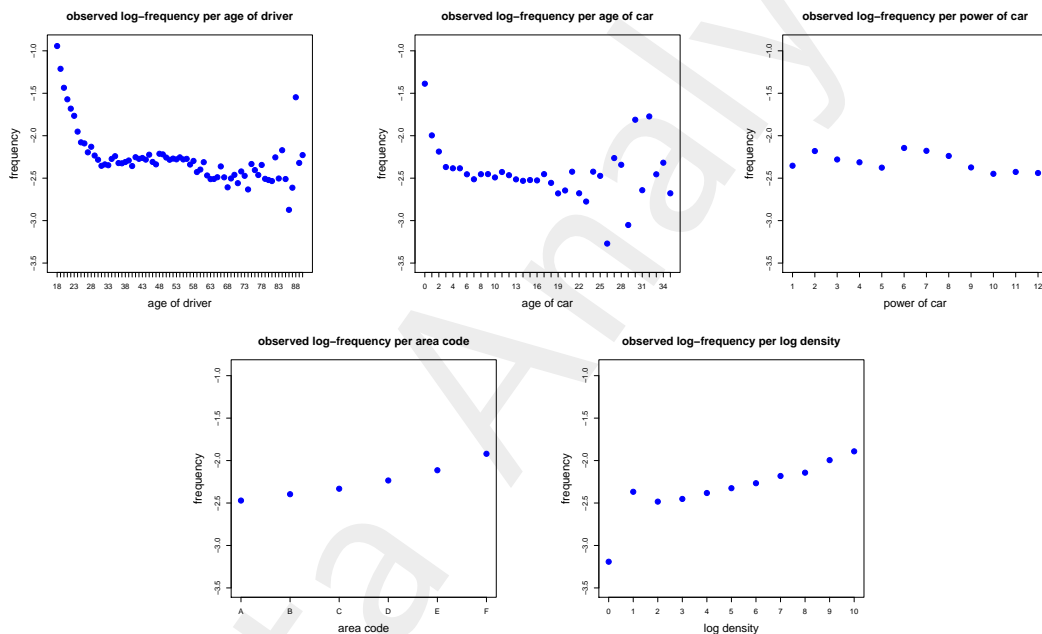 observed log−frequency per age of driver
frequency
−1.0
−1.5
−2.0
−2.5
−3.0
−3.5
18 23 28 33 38 43 48 53 58 63 68 73 78 83 88
age of driver
observed log−frequency per age of car
frequency
−1.0
−1.5
−2.0
−2.5
−3.0
−3.5
0 2 4 6 8 10 13 16 19 22 25 28 31 34
age of car
observed log−frequency per power of car
frequency
−1.0
−1.5
−2.0
−2.5
−3.0
−3.5
1 2 3 4 5 6 7 8 9 10 11 12
power of car
observed log−frequency per area code
frequency
−1.0
−1.5
−2.0
−2.5
−3.0
−3.5
A B C D E F
area code
observed log−frequency per log density
frequency
−1.0
−1.5
−2.0
−2.5
−3.0
−3.5
0 1 2 3 4 5 6 7 8 9 10
log density
ta Analy